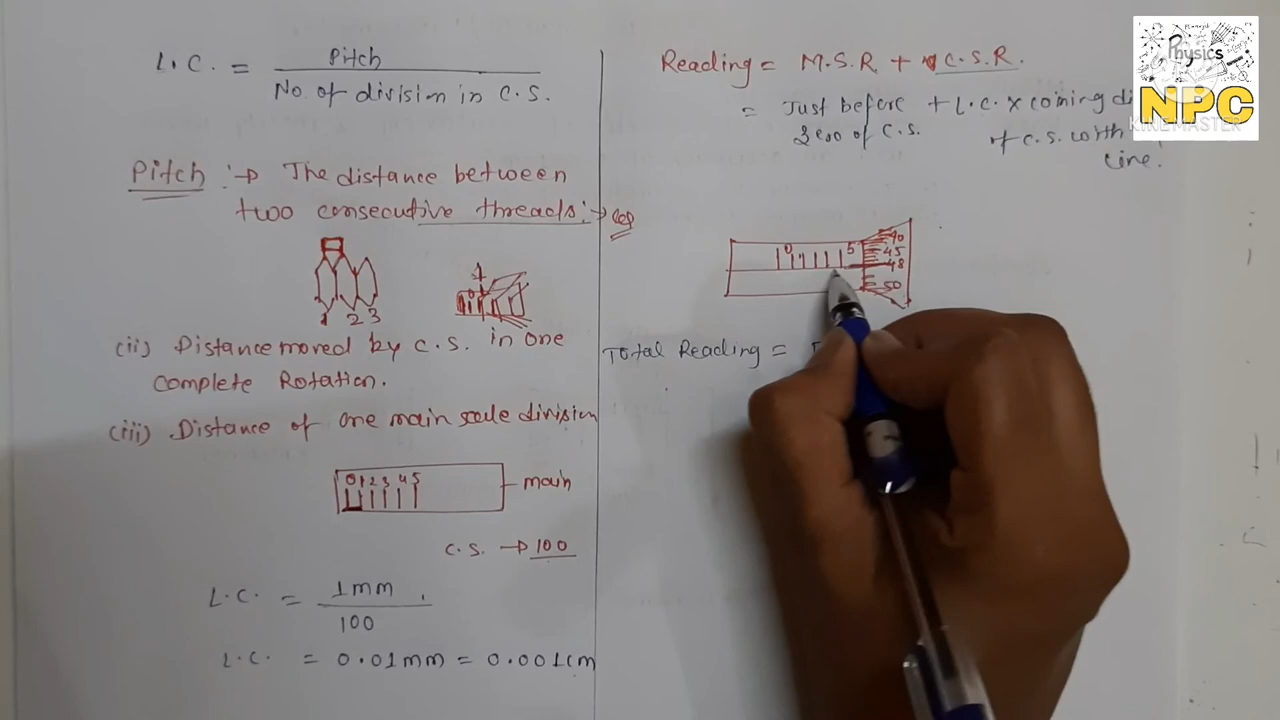 L.C. = Pitch
No. of division in C.S.
Pitch :→ The distance between
two consecutive threads:→
1 2 3
1
(ii) Distance moved by C.S. in one
complete Rotation.
(iii) Distance of one main scale division
0 1 2 3 4 5
main
C.S. → 100
L.C. = 1mm
100
L.C. = 0.01mm = 0.001cm
Reading = M.S.R + C.S.R.
= Just before + L.C. x coming di
zero of C.S. of C.S. with
line.
0 5
40
45
48
50
Total Reading = 5
Physics
NPC
KINEMASTER